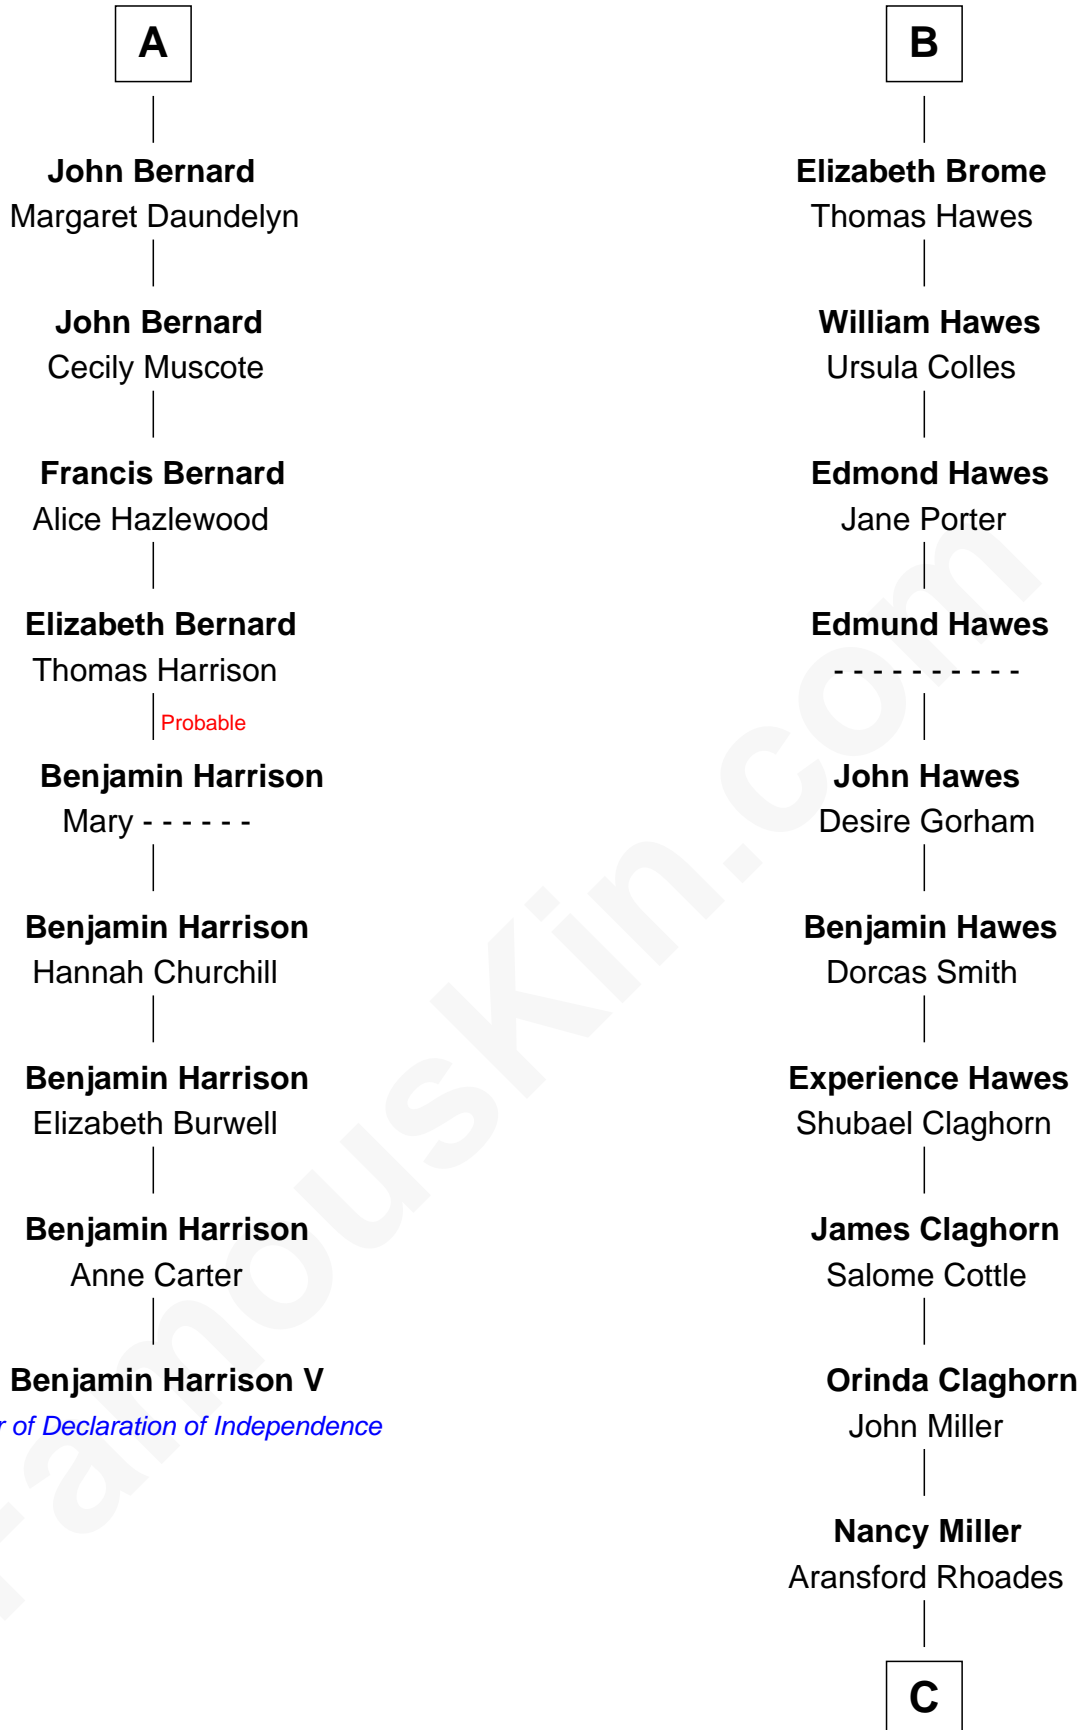 A
John Bernard
Margaret Daundelyn
John Bernard
Cecily Muscote
Francis Bernard
Alice Hazlewood
Elizabeth Bernard
Thomas Harrison
Probable
Benjamin Harrison
Mary - - - - - -
Benjamin Harrison
Hannah Churchill
Benjamin Harrison
Elizabeth Burwell
Benjamin Harrison
Anne Carter
Benjamin Harrison V
of Declaration of Independence
B
Elizabeth Brome
Thomas Hawes
William Hawes
Ursula Colles
Edmond Hawes
Jane Porter
Edmund Hawes
- - - - - - - - - -
John Hawes
Desire Gorham
Benjamin Hawes
Dorcas Smith
Experience Hawes
Shubael Claghorn
James Claghorn
Salome Cottle
Orinda Claghorn
John Miller
Nancy Miller
Aransford Rhoades
C
FamousKin.com